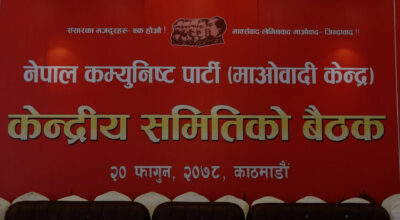 संसारका मजदुरहरू एक होऔं ! मार्क्सवाद-लेनिनवाद-माओवाद- जिन्दावाद !!
नेपाल कम्युनिष्ट पार्टी (माओवादी केन्द्र)
केन्द्रीय समितिको बैठक
२० फागुन, २०७८, काठमाडौं